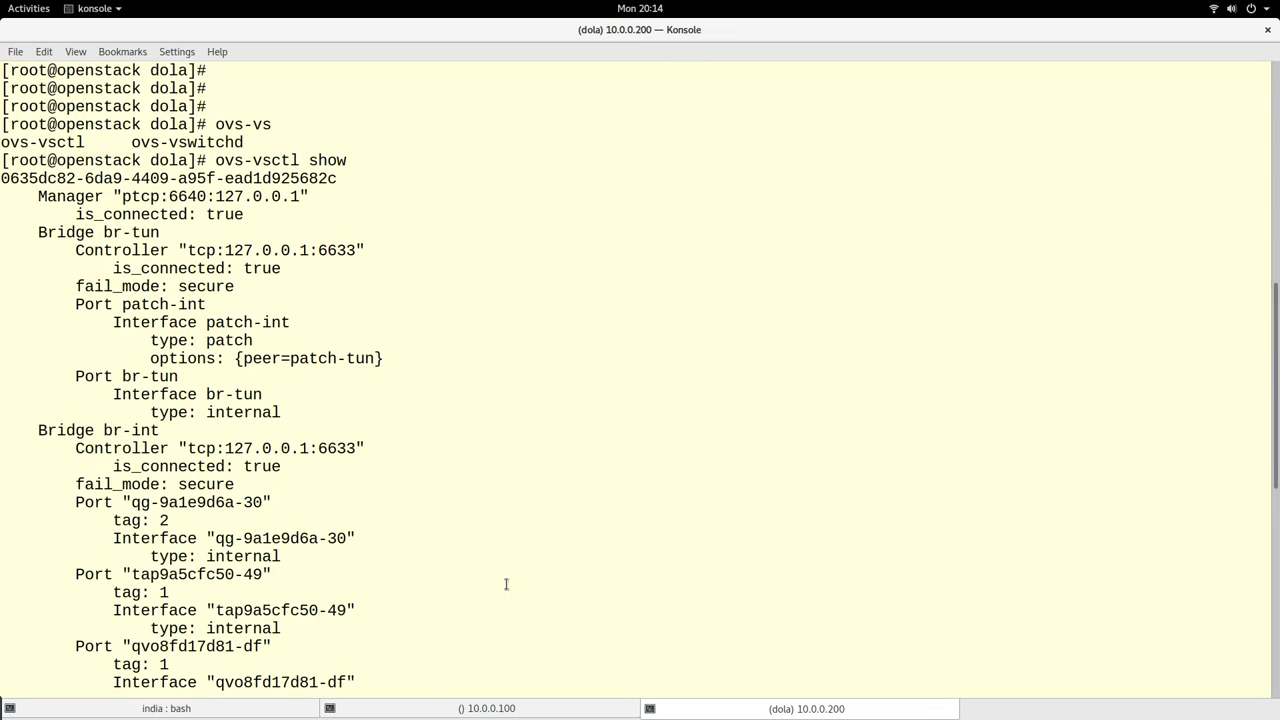 Activities konsole Mon 20:14
(dola) 10.0.0.200 — Konsole ×
File Edit View Bookmarks Settings Help
[root@openstack dola]#
[root@openstack dola]#
[root@openstack dola]#
[root@openstack dola]# ovs-vs
ovs-vsctl     ovs-vswitchd
[root@openstack dola]# ovs-vsctl show
0635dc82-6da9-4409-a95f-ead1d925682c
    Manager "ptcp:6640:127.0.0.1"
        is_connected: true
    Bridge br-tun
        Controller "tcp:127.0.0.1:6633"
            is_connected: true
        fail_mode: secure
        Port patch-int
            Interface patch-int
                type: patch
                options: {peer=patch-tun}
        Port br-tun
            Interface br-tun
                type: internal
    Bridge br-int
        Controller "tcp:127.0.0.1:6633"
            is_connected: true
        fail_mode: secure
        Port "qg-9a1e9d6a-30"
            tag: 2
            Interface "qg-9a1e9d6a-30"
                type: internal
        Port "tap9a5cfc50-49"
            tag: 1
            Interface "tap9a5cfc50-49"
                type: internal
        Port "qvo8fd17d81-df"
            tag: 1
            Interface "qvo8fd17d81-df"
india : bash () 10.0.0.100 (dola) 10.0.0.200